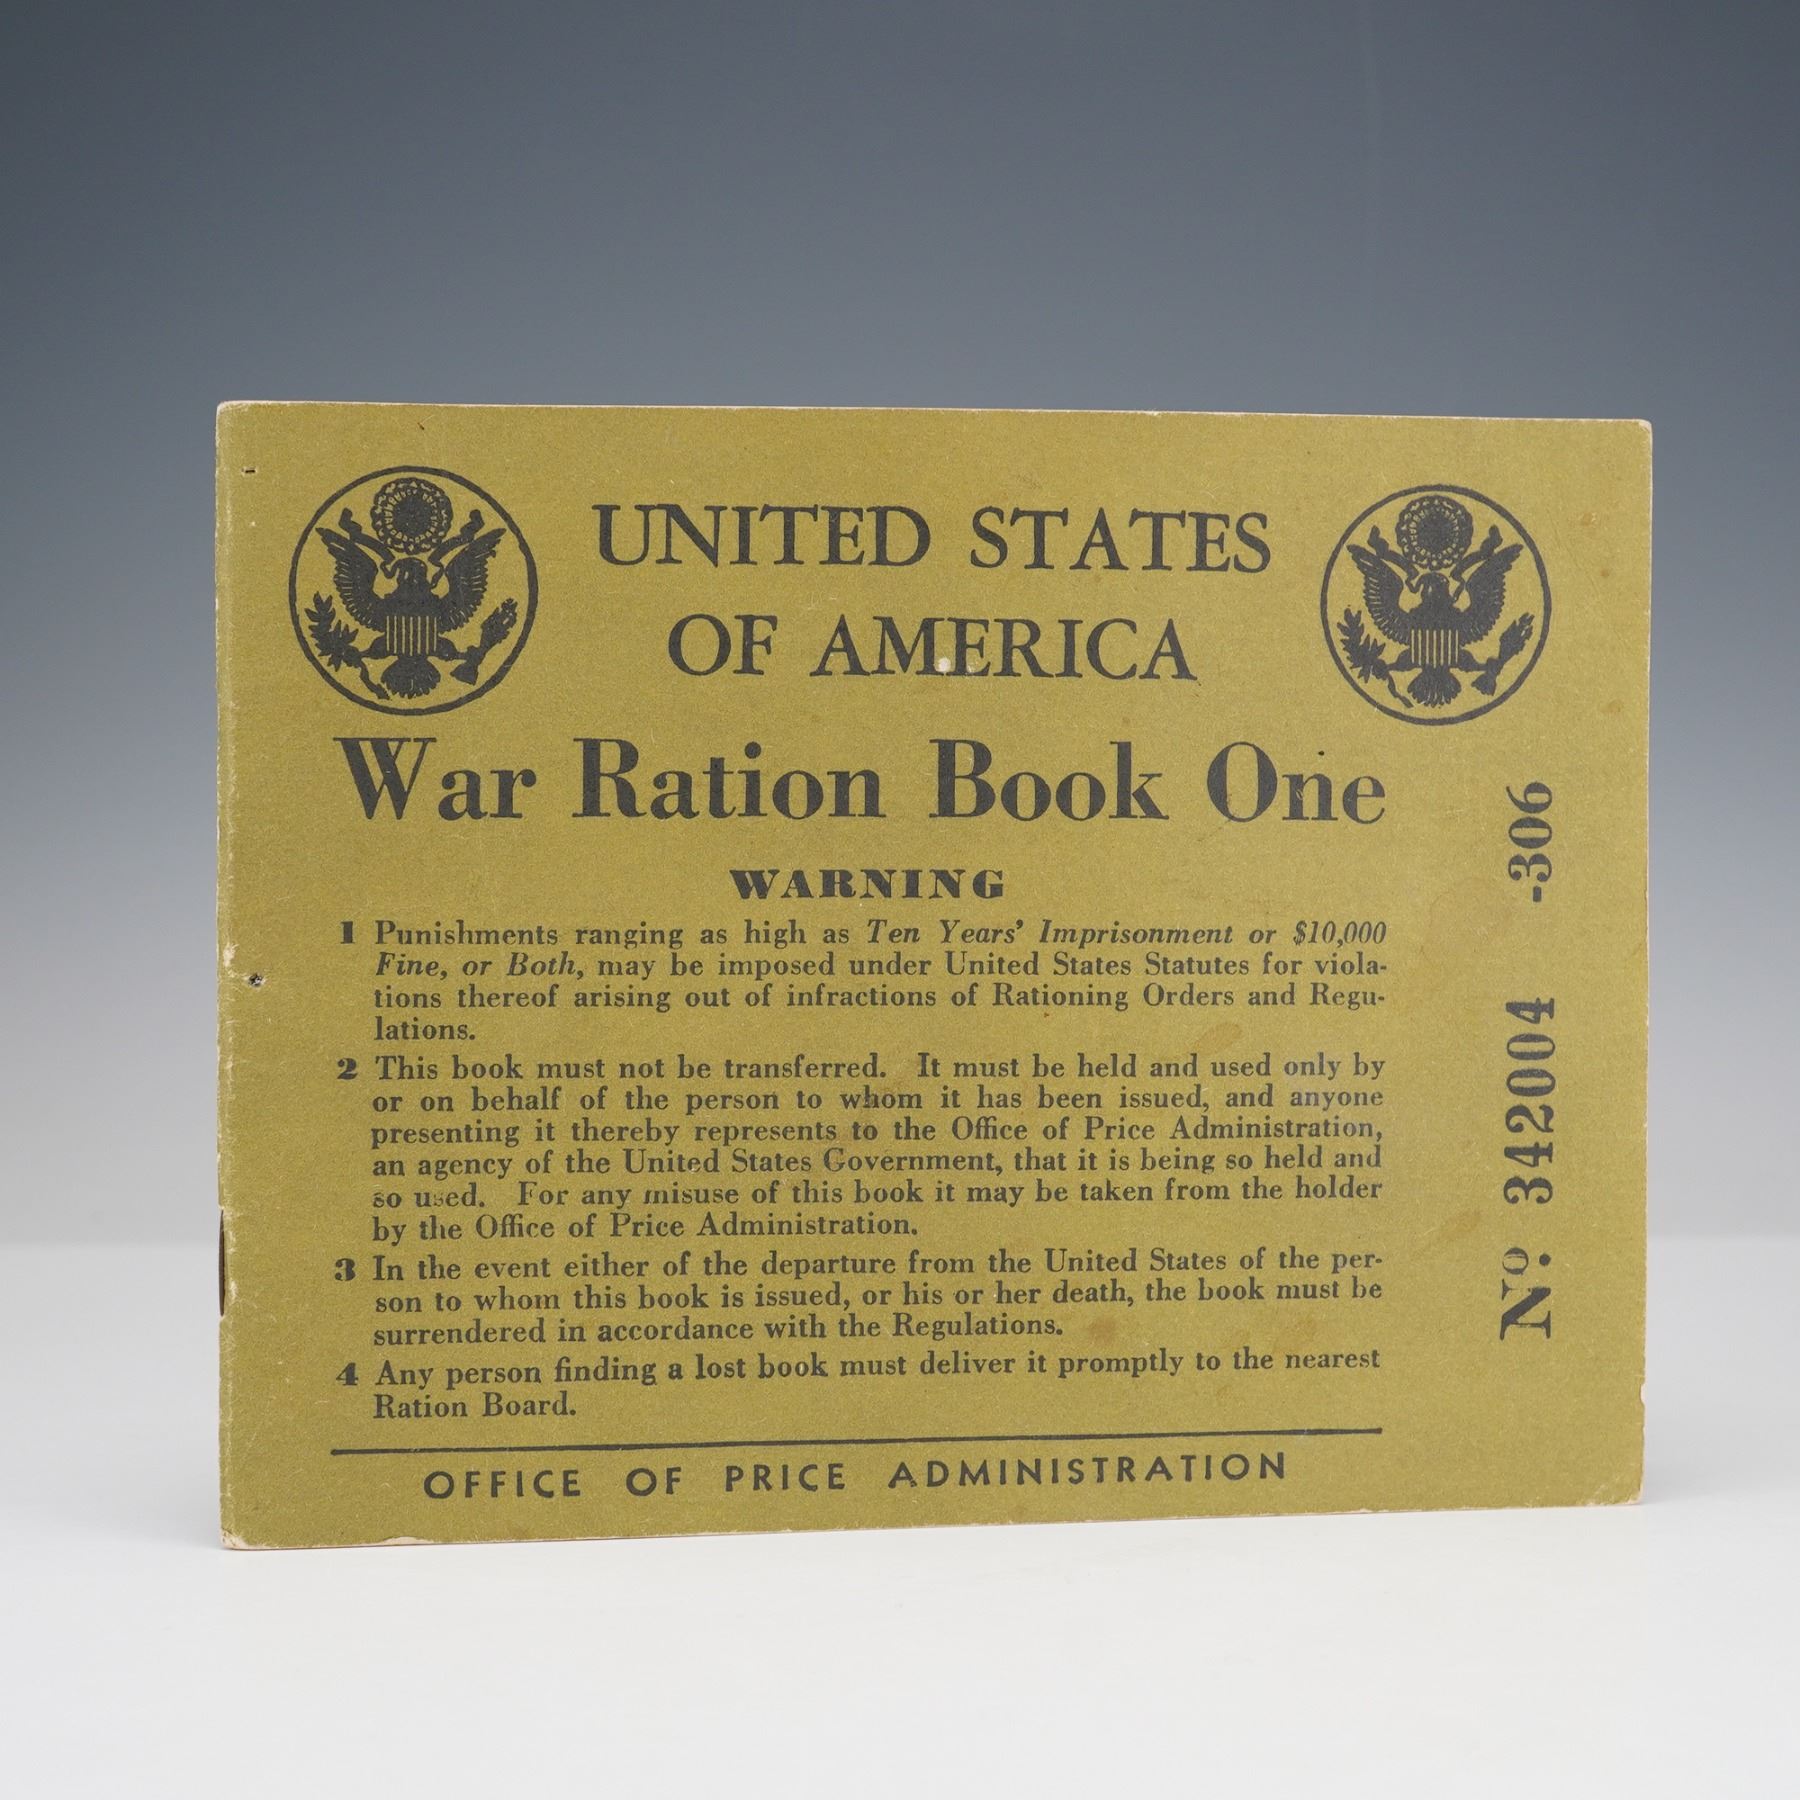 UNITED STATES
OF AMERICA
War Ration Book One
WARNING
1 Punishments ranging as high as Ten Years' Imprisonment or $10,000
Fine, or Both, may be imposed under United States Statutes for viola-
tions thereof arising out of infractions of Rationing Orders and Regu-
lations.
2 This book must not be transferred. It must be held and used only by
or on behalf of the person to whom it has been issued, and anyone
presenting it thereby represents to the Office of Price Administration,
an agency of the United States Government, that it is being so held and
so used. For any misuse of this book it may be taken from the holder
by the Office of Price Administration.
3 In the event either of the departure from the United States of the per-
son to whom this book is issued, or his or her death, the book must be
surrendered in accordance with the Regulations.
4 Any person finding a lost book must deliver it promptly to the nearest
Ration Board.
OFFICE OF PRICE ADMINISTRATION
No. 342004 -306